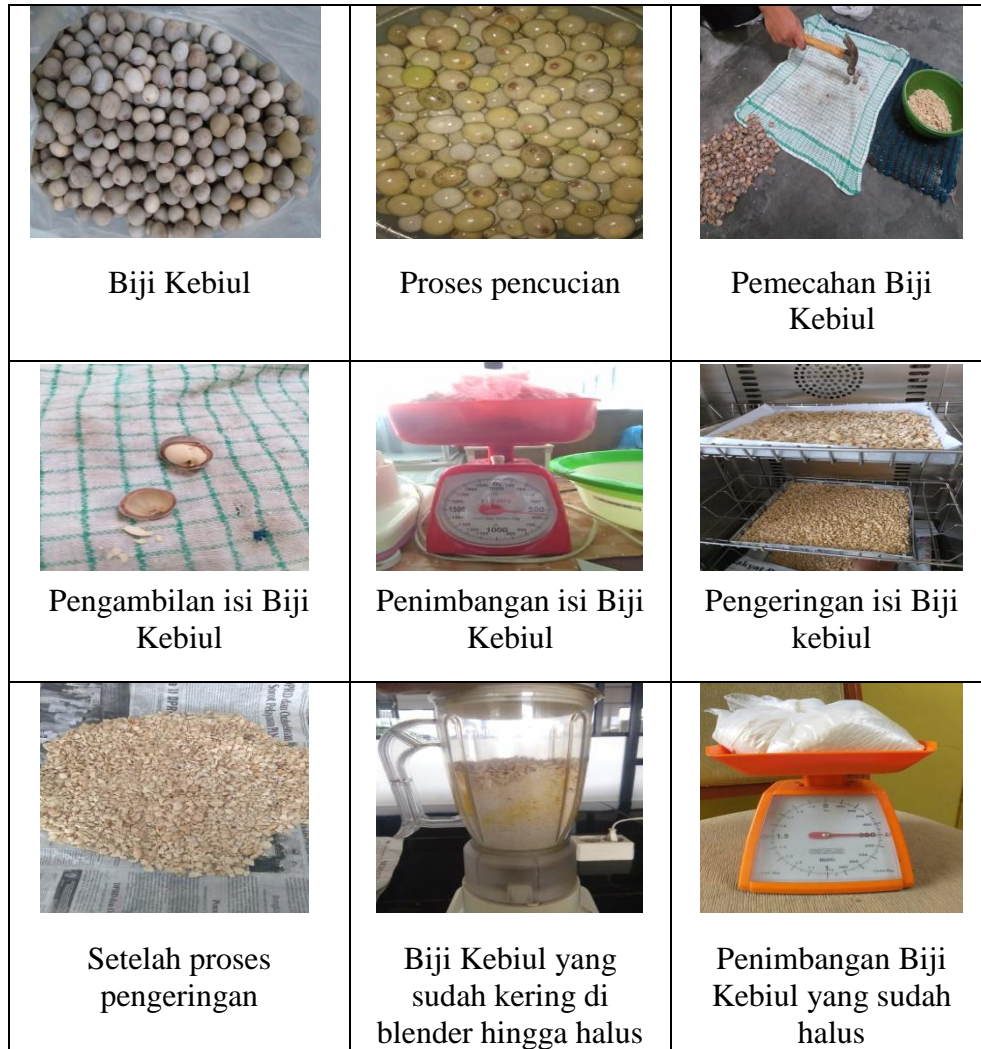 Biji Kebiul
Proses pencucian
Pemecahan Biji
Kebiul
Pengambilan isi Biji
Kebiul
Penimbangan isi Biji
Kebiul
Pengeringan isi Biji
kebiul
Setelah proses
pengeringan
Biji Kebiul yang
sudah kering di
blender hingga halus
Penimbangan Biji
Kebiul yang sudah
halus